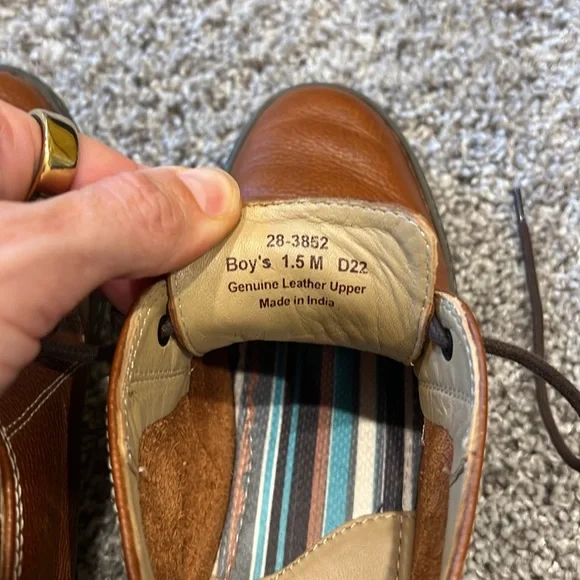 28-3852
Boy's 1.5 M D22
Genuine Leather Upper
Made in India